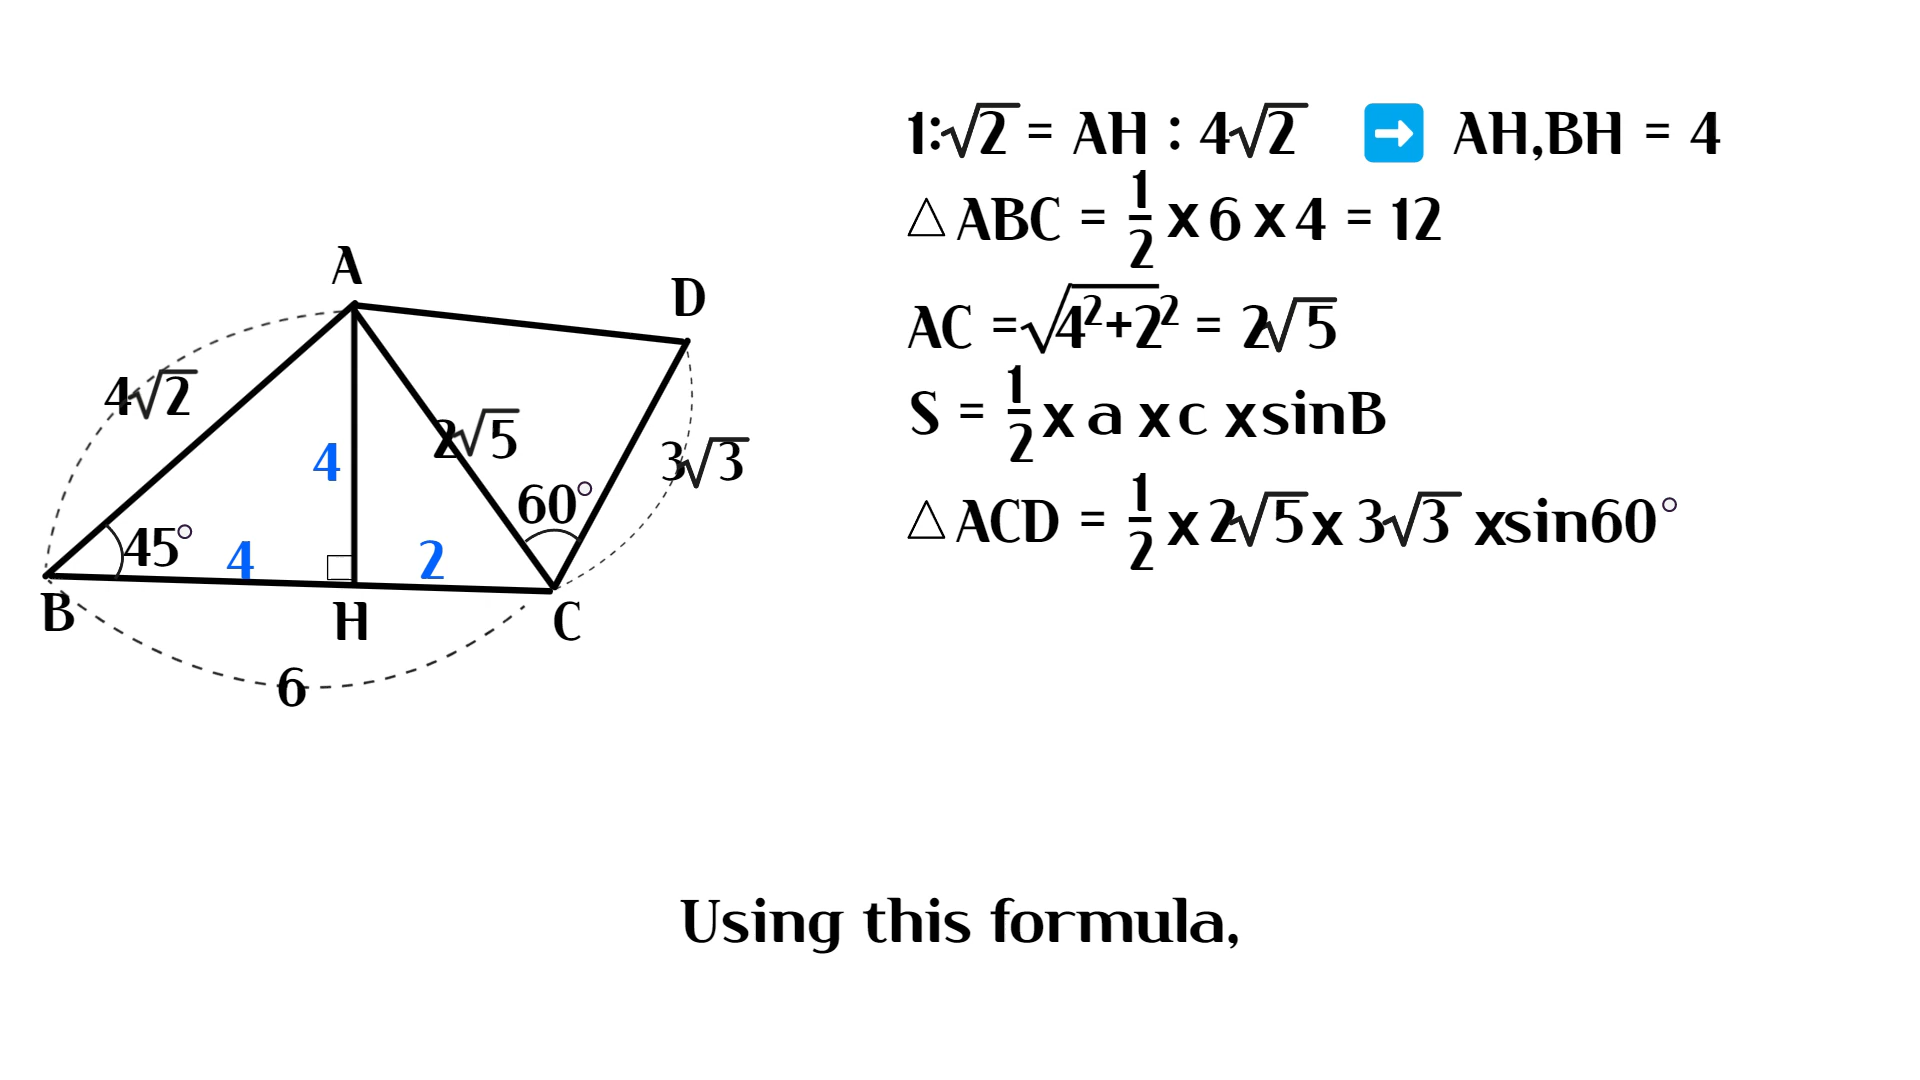 1:√2 = AH : 4√2 ➡ AH,BH = 4
△ABC = 1/2 x 6 x 4 = 12
AC = √4²+2² = 2√5
S = 1/2 x a x c x sinB
△ACD = 1/2 x 2√5 x 3√3 x sin60°
A
D
4√2
4
2√5
3√3
60°
45°
4
2
B
H
C
6
Using this formula,